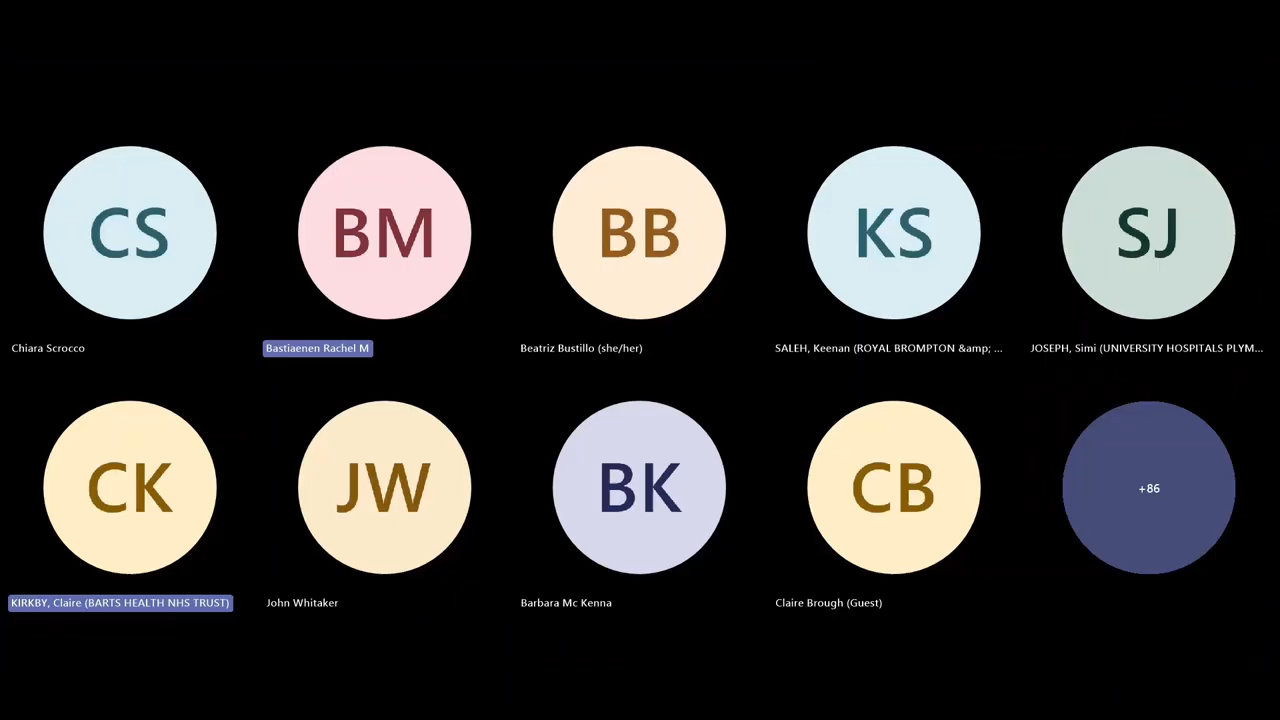 CS
BM
BB
KS
SJ
Chiara Scrocco
Bastiaenen Rachel M
Beatriz Bustillo (she/her)
SALEH, Keenan (ROYAL BROMPTON &amp; ...
JOSEPH, Simi (UNIVERSITY HOSPITALS PLYM...
CK
JW
BK
CB
+86
KIRKBY, Claire (BARTS HEALTH NHS TRUST)
John Whitaker
Barbara Mc Kenna
Claire Brough (Guest)